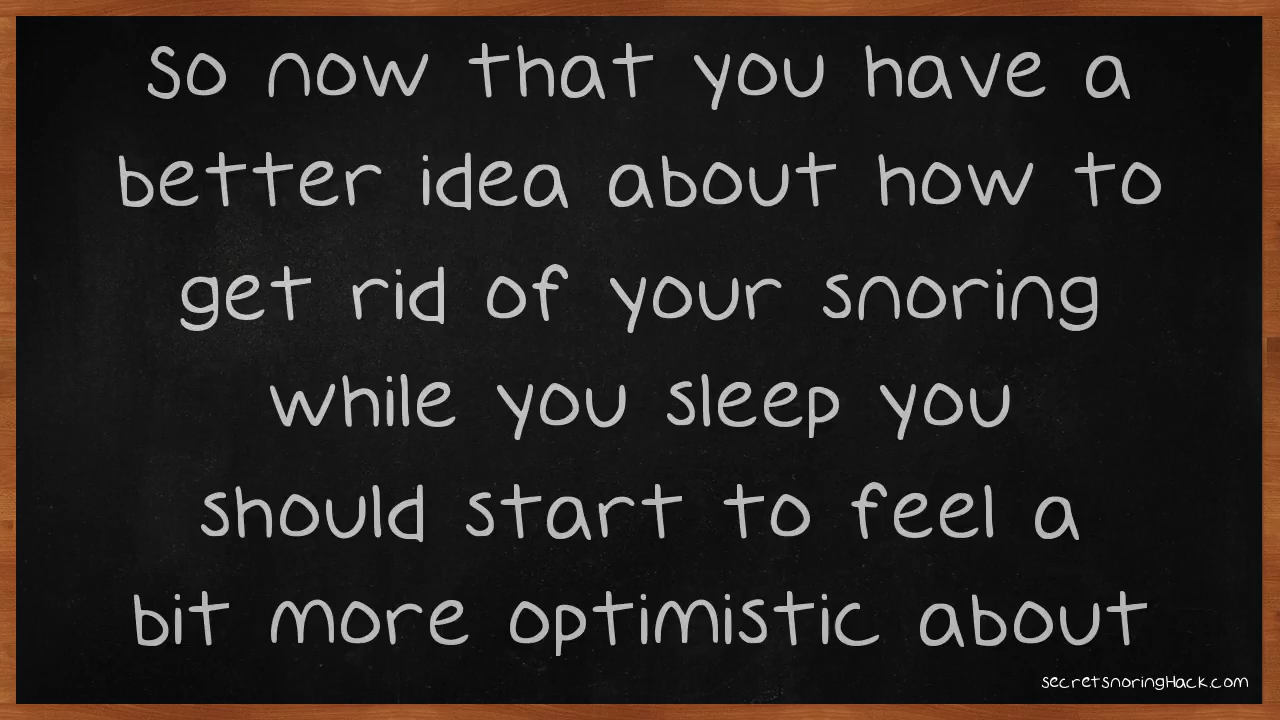 So now that you have a
better idea about how to
get rid of your snoring
while you sleep you
should start to feel a
bit more optimistic about
secretsnoringHack.com